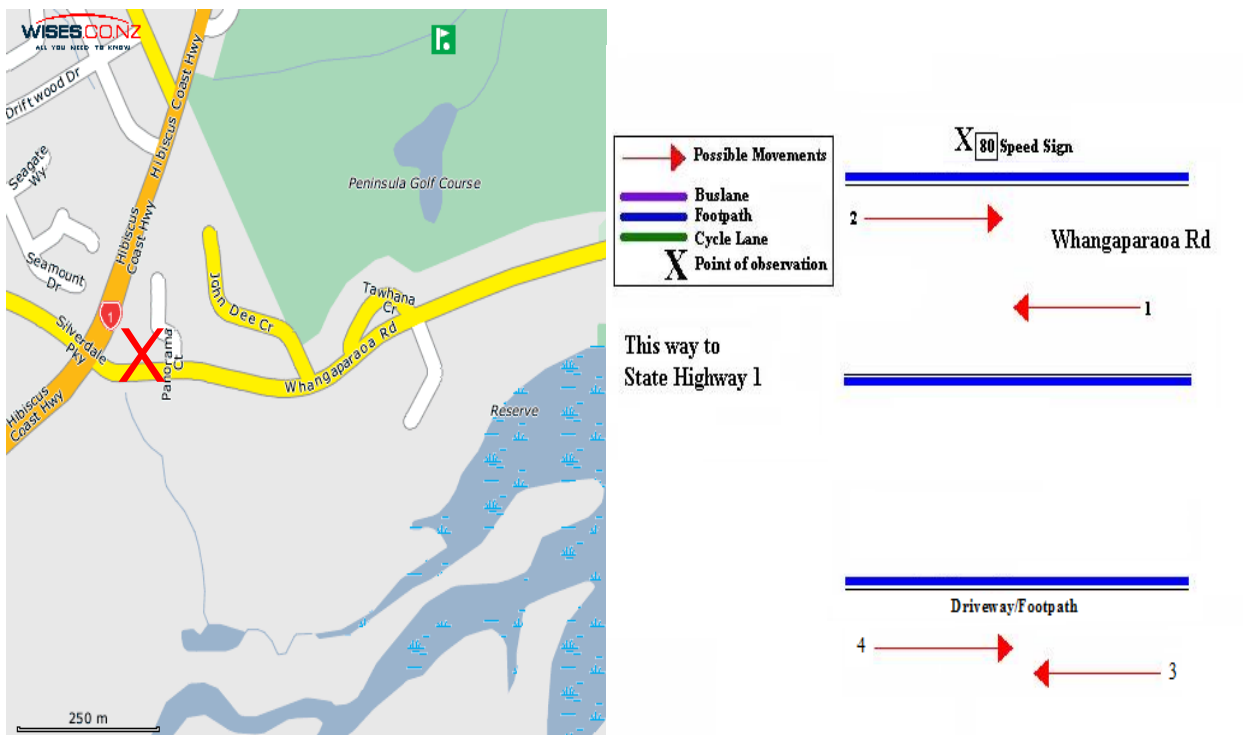 WISES.CO.NZ
ALL YOU NEED TO KNOW
Driftwood Dr
Hibiscus Coast Hwy
Hibiscus Coast Hwy
Seagate
Wy
Peninsula Golf Course
Hibiscus
Coast Hwy
Seamount
Dr
John Dee Cr
Tawhana
Cr
1
Silverdale
Pky
X
Panorama
Ct
Whangaparaoa Rd
Hibiscus
Coast Hwy
Reserve
250 m
Possible Movements
Buslane
Footpath
Cycle Lane
X Point of observation
X 80 Speed Sign
2
Whangaparaoa Rd
1
This way to
State Highway 1
Driveway/Footpath
4
3